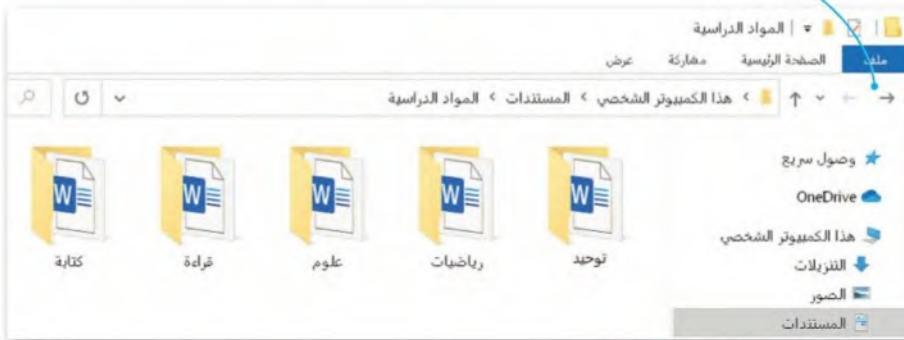 المواد الدراسية
ملف الصفحة الرئيسية مشاركة عرض
هذا الكمبيوتر الشخصي > المستندات > المواد الدراسية
وصول سريع
OneDrive
هذا الكمبيوتر الشخصي
التنزيلات
الصور
المستندات
توحيد رياضيات علوم قراءة كتابة